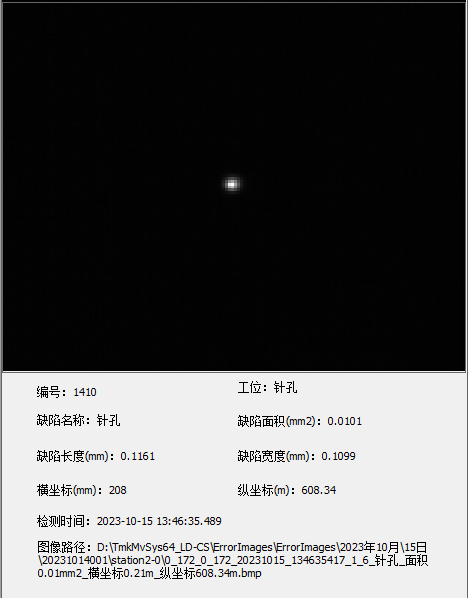 编号：1410
工位：针孔
缺陷名称：针孔
缺陷面积(mm2)：0.0101
缺陷长度(mm)：0.1161
缺陷宽度(mm)：0.1099
横坐标(mm)：208
纵坐标(m)：608.34
检测时间：2023-10-15 13:46:35.489
图像路径：D:\TmkMvSys64_LD-CS\ErrorImages\ErrorImages\2023年10月\15日
\20231014001\station2-0\0_172_0_172_20231015_134635417_1_6_针孔_面积
0.01mm2_横坐标0.21m_纵坐标608.34m.bmp